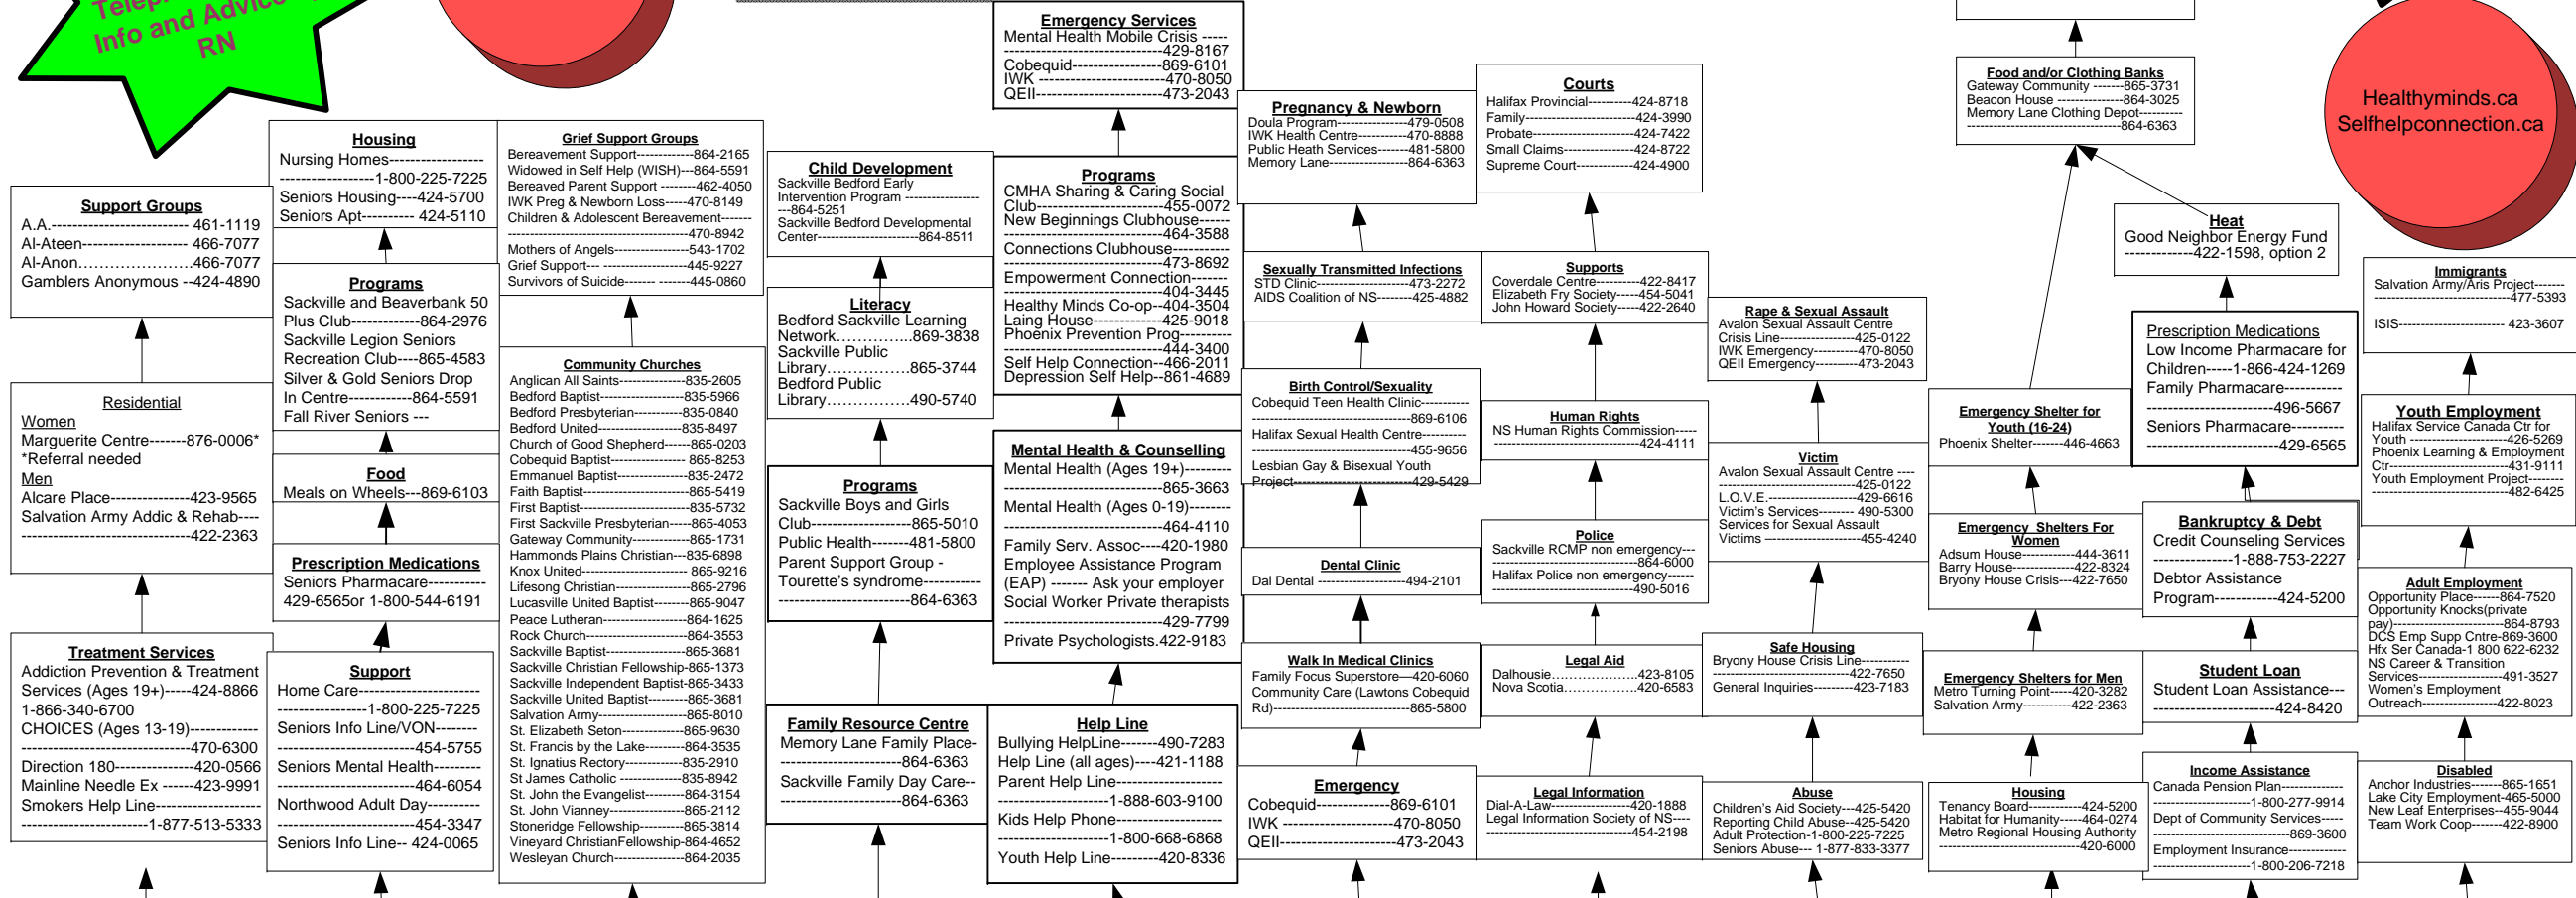 Info and Advice
RN
Healthyminds.ca
Selfhelpconnection.ca
Support Groups
A.A.----------------- 461-1119
Al-Ateen------------------- 466-7077
Al-Anon…………………..466-7077
Gamblers Anonymous --424-4890
Residential
Women
Marguerite Centre-------876-0006*
*Referral needed
Men
Alcare Place---------------423-9565
Salvation Army Addic & Rehab----
--------------------------422-2363
Treatment Services
Addiction Prevention & Treatment
Services (Ages 19+)-----424-8866
1-866-340-6700
CHOICES (Ages 13-19)-------------
--------------------------470-6300
Direction 180---------------420-0566
Mainline Needle Ex ------423-9991
Smokers Help Line--------------------
------------------------1-877-513-5333
Housing
Nursing Homes------------------
------------------1-800-225-7225
Seniors Housing----424-5700
Seniors Apt---------- 424-5110
Programs
Sackville and Beaverbank 50
Plus Club-------------864-2976
Sackville Legion Seniors
Recreation Club----865-4583
Silver & Gold Seniors Drop
In Centre------------864-5591
Fall River Seniors ---
Food
Meals on Wheels---869-6103
Prescription Medications
Seniors Pharmacare-----------
429-6565or 1-800-544-6191
Support
Home Care-----------------------
-----------------1-800-225-7225
Seniors Info Line/VON--------
---------------------------454-5755
Seniors Mental Health---------
---------------------------464-6054
Northwood Adult Day----------
---------------------------454-3347
Seniors Info Line-- 424-0065
Grief Support Groups
Bereavement Support-------------864-2165
Widowed in Self Help (WISH)---864-5591
Bereaved Parent Support --------462-4050
IWK Preg & Newborn Loss-----470-8149
Children & Adolescent Bereavement-------
-----------------------------------470-8942
Mothers of Angels----------------543-1702
Grief Support--- -------------------445-9227
Survivors of Suicide------- -------445-0860
Community Churches
Anglican All Saints---------------835-2605
Bedford Baptist-------------------835-5966
Bedford Presbyterian-----------835-0840
Bedford United-------------------835-8497
Church of Good Shepherd-----865-0203
Cobequid Baptist---------------- 865-8253
Emmanuel Baptist---------------835-2472
Faith Baptist----------------------865-5419
First Baptist-----------------------835-5732
First Sackville Presbyterian-----865-4053
Gateway Community------------865-1731
Hammonds Plains Christian---835-6898
Knox United--------------------- 865-9216
Lifesong Christian---------------865-2796
Lucasville United Baptist-------865-9047
Peace Lutheran------------------864-1625
Rock Church---------------------864-3553
Sackville Baptist-----------------865-3681
Sackville Christian Fellowship-865-1373
Sackville Independent Baptist-865-3433
Sackville United Baptist--------865-3681
Salvation Army-------------------865-8010
St. Elizabeth Seton--------------865-9630
St. Francis by the Lake---------864-3535
St. Ignatius Rectory-------------835-2910
St James Catholic --------------835-8942
St. John the Evangelist---------864-3154
St. John Vianney----------------865-2112
Stoneridge Fellowship----------865-3814
Vineyard ChristianFellowship-864-4652
Wesleyan Church---------------864-2035
Child Development
Sackville Bedford Early
Intervention Program -----------------
---864-5251
Sackville Bedford Developmental
Center----------------------864-8511
Literacy
Bedford Sackville Learning
Network…………..869-3838
Sackville Public
Library……………..865-3744
Bedford Public
Library……………..490-5740
Programs
Sackville Boys and Girls
Club-------------------865-5010
Public Health-------481-5800
Parent Support Group -
Tourette's syndrome-----------
-------------------------864-6363
Family Resource Centre
Memory Lane Family Place-
-----------------------864-6363
Sackville Family Day Care--
-----------------------864-6363
Emergency Services
Mental Health Mobile Crisis -----
---------------------------429-8167
Cobequid-----------------869-6101
IWK ------------------------470-8050
QEII-------------------------473-2043
Programs
CMHA Sharing & Caring Social
Club------------------------455-0072
New Beginnings Clubhouse------
---------------------------464-3588
Connections Clubhouse-----------
---------------------------473-8692
Empowerment Connection-------
---------------------------404-3445
Healthy Minds Co-op--404-3504
Laing House-------------425-9018
Phoenix Prevention Prog---------
---------------------------444-3400
Self Help Connection--466-2011
Depression Self Help--861-4689
Mental Health & Counselling
Mental Health (Ages 19+)---------
---------------------------865-3663
Mental Health (Ages 0-19)-------
---------------------------464-4110
Family Serv. Assoc----420-1980
Employee Assistance Program
(EAP) ------- Ask your employer
Social Worker Private therapists
---------------------------429-7799
Private Psychologists.422-9183
Help Line
Bullying HelpLine-------490-7283
Help Line (all ages)----421-1188
Parent Help Line--------------------
---------------------1-888-603-9100
Kids Help Phone--------------------
---------------------1-800-668-6868
Youth Help Line---------420-8336
Pregnancy & Newborn
Doula Program---------------479-0508
IWK Health Centre----------470-8888
Public Heath Services------481-5800
Memory Lane----------------864-6363
Sexually Transmitted Infections
STD Clinic---------------------473-2272
AIDS Coalition of NS--------425-4882
Birth Control/Sexuality
Cobequid Teen Health Clinic-----------
----------------------------869-6106
Halifax Sexual Health Centre----------
----------------------------455-9656
Lesbian Gay & Bisexual Youth
Project-------------------------429-5429
Dental Clinic
Dal Dental -------------------494-2101
Walk In Medical Clinics
Family Focus Superstore—420-6060
Community Care (Lawtons Cobequid
Rd)----------------------------865-5800
Emergency
Cobequid--------------869-6101
IWK --------------------470-8050
QEII---------------------473-2043
Courts
Halifax Provincial----------424-8718
Family------------------------424-3990
Probate-----------------------424-7422
Small Claims----------------424-8722
Supreme Court-------------424-4900
Supports
Coverdale Centre-------422-8417
Elizabeth Fry Society----454-5041
John Howard Society----422-2640
Human Rights
NS Human Rights Commission-----
---------------------------------424-4111
Police
Sackville RCMP non emergency---
--------------------------------864-6000
Halifax Police non emergency------
--------------------------------490-5016
Legal Aid
Dalhousie………………..423-8105
Nova Scotia………………420-6583
Legal Information
Dial-A-Law---------------420-1888
Legal Information Society of NS----
---------------------------454-2198
Rape & Sexual Assault
Avalon Sexual Assault Centre
Crisis Line---------------425-0122
IWK Emergency--------470-8050
QEII Emergency--------473-2043
Victim
Avalon Sexual Assault Centre ----
----------------------------425-0122
L.O.V.E.--------------------429-6616
Victim's Services-------- 490-5300
Services for Sexual Assault
Victims ---------------------455-4240
Safe Housing
Bryony House Crisis Line-----------
----------------------------422-7650
General Inquiries---------423-7183
Abuse
Children's Aid Society---425-5420
Reporting Child Abuse--425-5420
Adult Protection-1-800-225-7225
Seniors Abuse--- 1-877-833-3377
Food and/or Clothing Banks
Gateway Community -------865-3731
Beacon House ---------------864-3025
Memory Lane Clothing Depot----------
-----------------------------------864-6363
Heat
Good Neighbor Energy Fund
-------------422-1598, option 2
Emergency Shelter for
Youth (16-24)
Phoenix Shelter-----446-4663
Emergency Shelters For
Women
Adsum House------------444-3611
Barry House--------------422-8324
Bryony House Crisis---422-7650
Emergency Shelters for Men
Metro Turning Point-----420-3282
Salvation Army-----------422-2363
Housing
Tenancy Board------------424-5200
Habitat for Humanity-----464-0274
Metro Regional Housing Authority
-------------------------------420-6000
Prescription Medications
Low Income Pharmacare for
Children-----1-866-424-1269
Family Pharmacare------------
-----------------------496-5667
Seniors Pharmacare----------
-----------------------429-6565
Bankruptcy & Debt
Credit Counseling Services
---------------1-888-753-2227
Debtor Assistance
Program------------424-5200
Student Loan
Student Loan Assistance---
-----------------------424-8420
Income Assistance
Canada Pension Plan--------------
-----------------------1-800-277-9914
Dept of Community Services-----
--------------------------------869-3600
Employment Insurance--------------
-----------------------1-800-206-7218
Immigrants
Salvation Army/Aris Project-------
-------------------------------477-5393
ISIS------------------------- 423-3607
Youth Employment
Halifax Service Canada Ctr for
Youth ----------------------426-5269
Phoenix Learning & Employment
Ctr---------------------------431-9111
Youth Employment Project--------
-------------------------------482-6425
Adult Employment
Opportunity Place------864-7520
Opportunity Knocks(private
pay)-------------------------864-8793
DCS Emp Supp Cntre-869-3600
Hfx Ser Canada-1 800 622-6232
NS Career & Transition
Services-------------------491-3527
Women's Employment
Outreach------------------422-8023
Disabled
Anchor Industries-------865-1651
Lake City Employment-465-5000
New Leaf Enterprises--455-9044
Team Work Coop-------422-8900